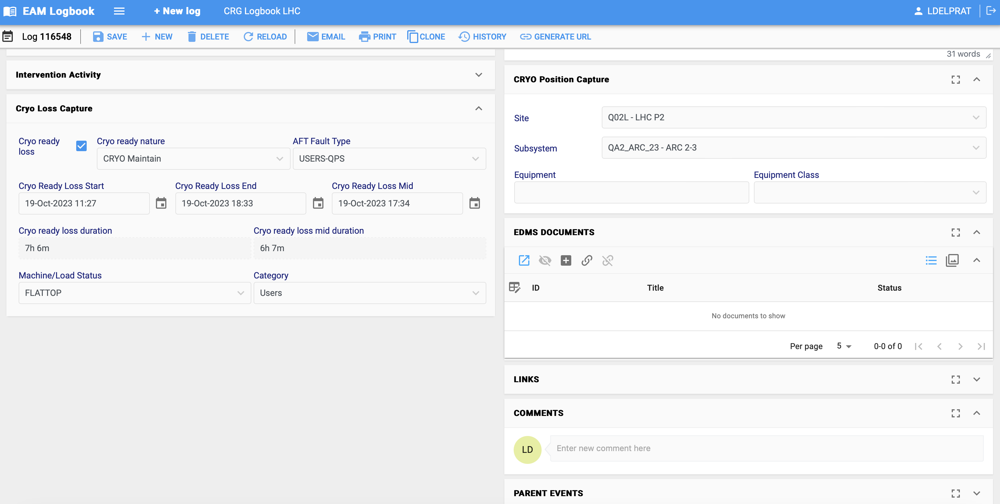 EAM Logbook
+ New log
CRG Logbook LHC
LDELPRAT
Log 116548
SAVE
NEW
DELETE
RELOAD
EMAIL
PRINT
CLONE
HISTORY
GENERATE URL
31 words
Intervention Activity
Cryo Loss Capture
Cryo ready loss
Cryo ready nature
CRYO Maintain
AFT Fault Type
USERS-QPS
Cryo Ready Loss Start
19-Oct-2023 11:27
Cryo Ready Loss End
19-Oct-2023 18:33
Cryo Ready Loss Mid
19-Oct-2023 17:34
Cryo ready loss duration
7h 6m
Cryo ready loss mid duration
6h 7m
Machine/Load Status
FLATTOP
Category
Users
CRYO Position Capture
Site
Q02L - LHC P2
Subsystem
QA2_ARC_23 - ARC 2-3
Equipment
Equipment Class
EDMS DOCUMENTS
ID
Title
Status
No documents to show
Per page
5
0-0 of 0
LINKS
COMMENTS
LD
Enter new comment here
PARENT EVENTS